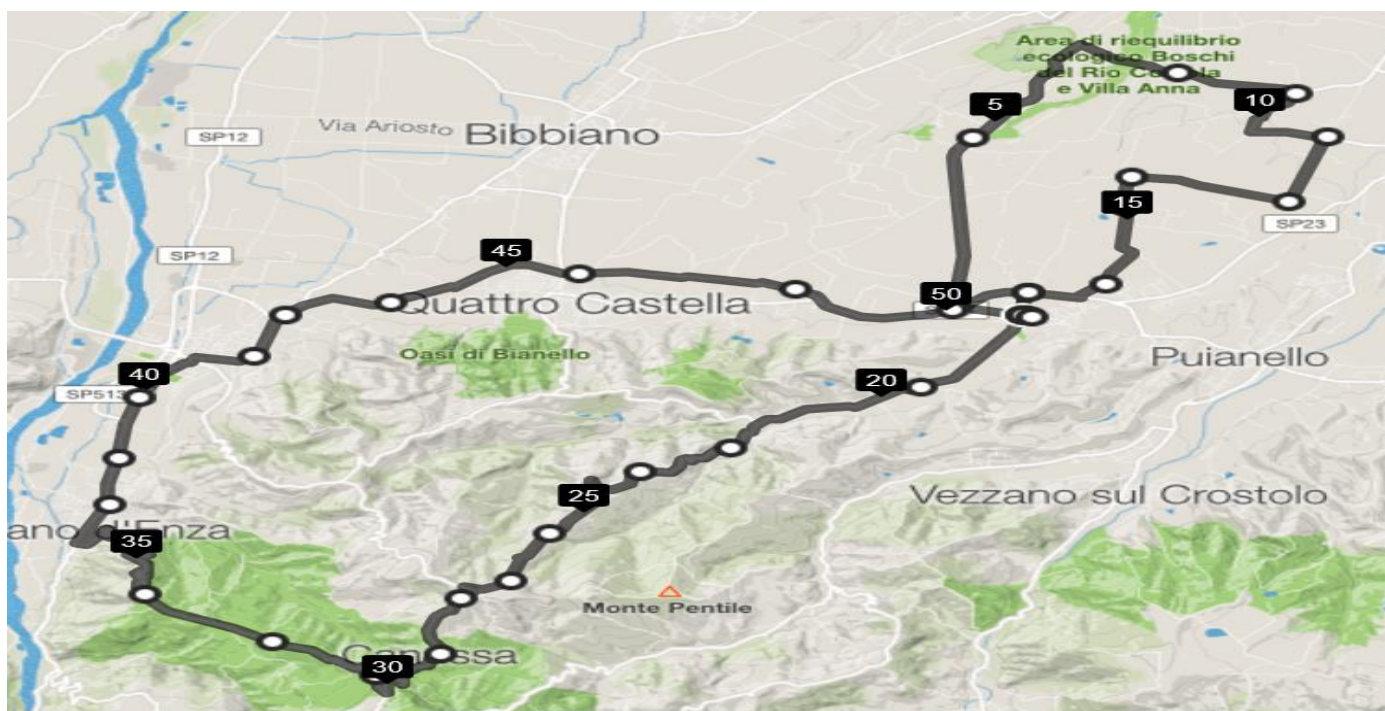 Area di riequilibrio
ecologico Boschi
del Rio
e Villa Anna
5
10
SP12
Via Ariosto
Bibbiano
15
SP23
SP12
45
50
Quattro Castella
Oasi di Bianello
Puianello
40
SP513
20
25
Vezzano sul Crostolo
ano d'Enza
35
Monte Pentile
30